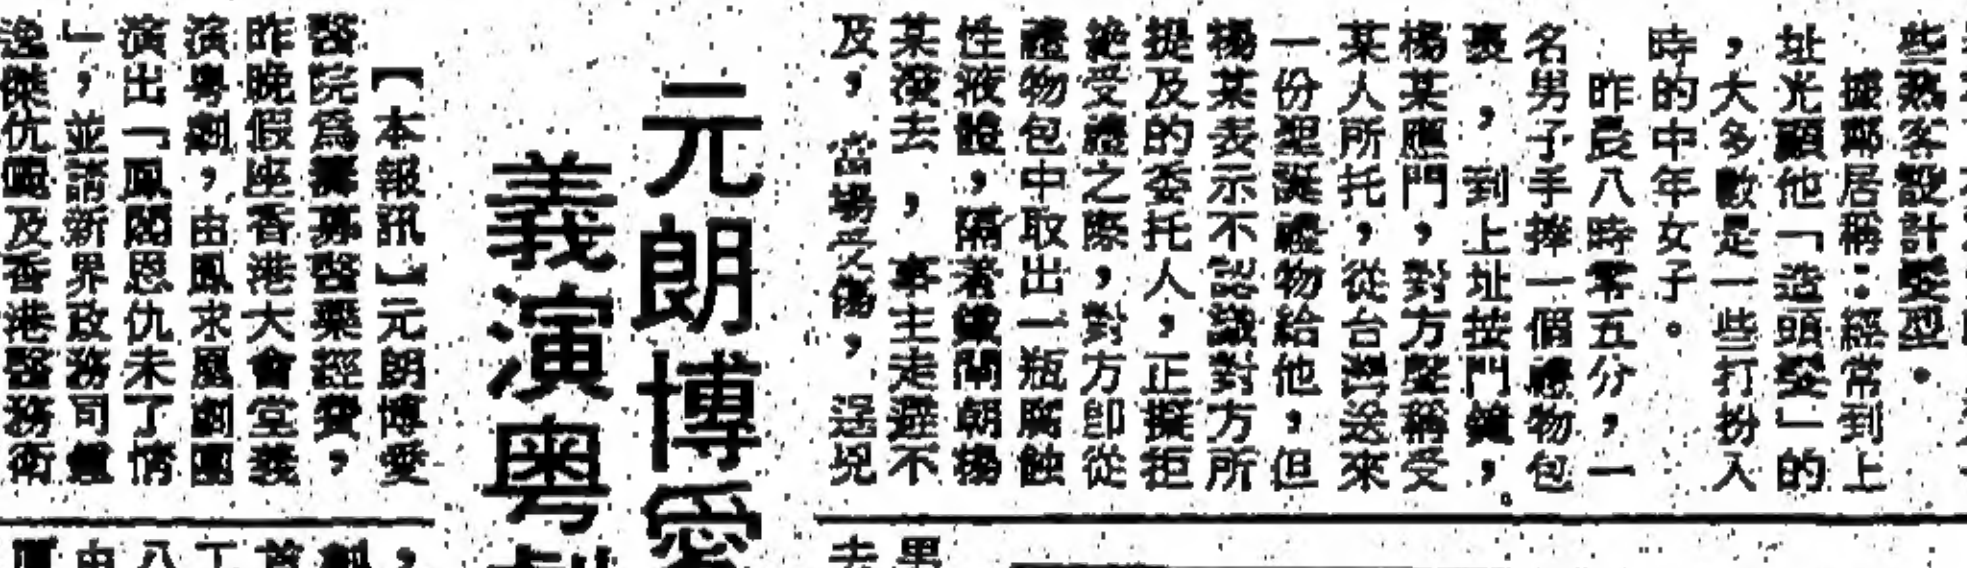 些熟客設計髮型。
據鄰居稱：經常到上
址光顧他「造頭髮」的
，大多數是一些打扮入
時的中年女子。
昨晨八時零五分，一
名男子手捧一個禮物包
裹，到上址按門鐘，
楊某應門，對方聲稱受
某人所托，從台灣送來
一份聖誕禮物給他，但
楊某表示不認識對方所
提及的委托人，正擬拒
絕受禮之際，對方即從
禮物包中取出一瓶腐蝕
性液體，隔着鐵閘朝楊
某潑去，事主走避不
及，當場受傷，逞兇
元朗博愛
義演粵
【本報訊】元朗博愛
醫院為籌募醫藥經費，
昨晚假座香港大會堂義
演粵劇，由鳳求凰劇團
演出「鳳閣恩仇未了情
」，並請新界政務司鍾
逸傑伉儷及香港醫務衛